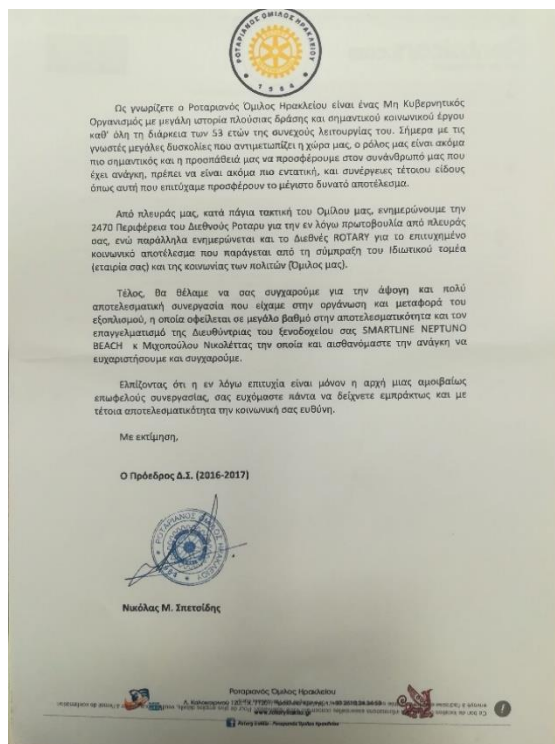 ΡΟΤΑΡΙΑΝΟΣ ΟΜΙΛΟΣ ΗΡΑΚΛΕΙΟΥ
1964
Ως γνωρίζετε ο Ροταριανός Όμιλος Ηρακλείου είναι ένας Μη Κυβερνητικός
Οργανισμός με μεγάλη ιστορία πλούσιας δράσης και σημαντικού κοινωνικού έργου
καθ' όλη τη διάρκεια των 53 ετών της συνεχούς λειτουργίας του. Σήμερα με τις
γνωστές μεγάλες δυσκολίες που αντιμετωπίζει η χώρα μας, ο ρόλος μας είναι ακόμα
πιο σημαντικός και η προσπάθειά μας να προσφέρουμε στον συνάνθρωπό μας που
έχει ανάγκη, πρέπει να είναι ακόμα πιο εντατική, και συνέργειες τέτοιου είδους
όπως αυτή που επιτύχαμε προσφέρουν το μέγιστο δυνατό αποτέλεσμα.
Από πλευράς μας, κατά πάγια τακτική του Ομίλου μας, ενημερώνουμε την
2470 Περιφέρεια του Διεθνούς Ροταρυ για την εν λόγω πρωτοβουλία από πλευράς
σας, ενώ παράλληλα ενημερώνεται και το Διεθνές ROTARY για το επιτυχημένο
κοινωνικό αποτέλεσμα που παράγεται από τη σύμπραξη του Ιδιωτικού τομέα
(εταιρία σας) και της κοινωνίας των πολιτών (Όμιλος μας).
Τέλος, θα θέλαμε να σας συγχαρούμε για την άψογη και πολύ
αποτελεσματική συνεργασία που είχαμε στην οργάνωση και μεταφορά του
εξοπλισμού, η οποία οφείλεται σε μεγάλο βαθμό στην αποτελεσματικότητα και τον
επαγγελματισμό της Διευθύντριας του ξενοδοχείου σας SMARTLINE NEPTUNO
BEACH κ Μιχοπούλου Νικολέττας την οποία και αισθανόμαστε την ανάγκη να
ευχαριστήσουμε και συγχαρούμε.
Ελπίζοντας ότι η εν λόγω επιτυχία είναι μόνον η αρχή μιας αμοιβαίως
επωφελούς συνεργασίας, σας ευχόμαστε πάντα να δείχνετε εμπράκτως και με
τέτοια αποτελεσματικότητα την κοινωνική σας ευθύνη.
Με εκτίμηση,
Ο Πρόεδρος Δ.Σ. (2016-2017)
ΡΟΤΑΡΙΑΝΟΣ ΟΜΙΛΟΣ ΗΡΑΚΛΕΙΟΥ
Νικόλας Μ. Σπετσίδης
Ροταριανός Όμιλος Ηρακλείου